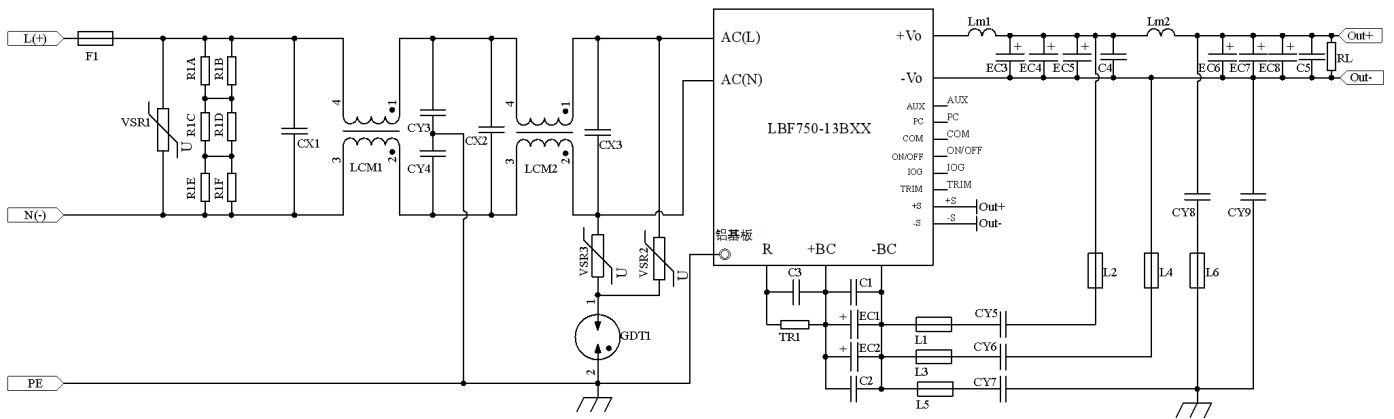 L(+)
F1
VSR1
U
R1A
R1B
R1C
R1D
R1E
R1F
CX1
4
1
3
2
LCM1
CY3
CY4
CX2
4
1
3
2
LCM2
CX3
N(-)
VSR3
U
VSR2
U
1
GDT1
2
PE
AC(L)
AC(N)
LBF750-13BXX
铝基板
R
+BC
-BC
+Vo
-Vo
AUX
AUX
PC
PC
COM
COM
ON/OFF
ON/OFF
IOG
IOG
TRIM
TRIM
+S
+S
Out+
-S
-S
Out-
Lm1
Lm2
+
EC3
+
EC4
+
EC5
C4
+
EC6
+
EC7
+
EC8
C5
RL
Out+
Out-
CY8
CY9
L2
L4
L6
C3
C1
TR1
+
EC1
+
EC2
C2
L1
CY5
L3
CY6
L5
CY7